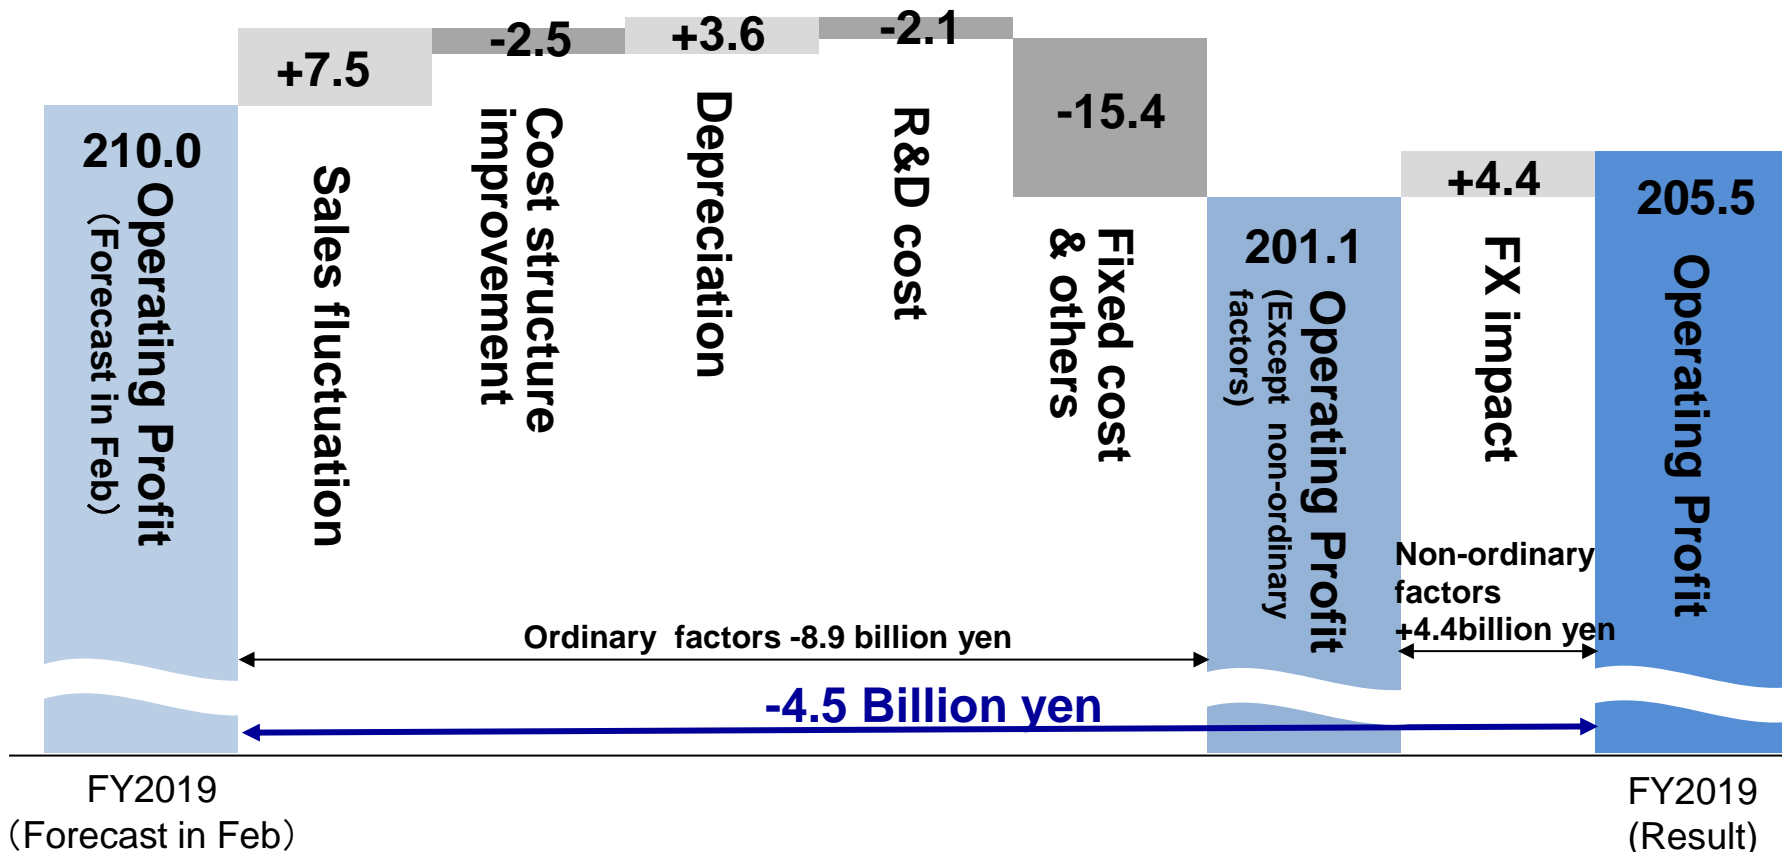 210.0
Operating Profit
（Forecast in Feb）
+7.5
Sales fluctuation
-2.5
Cost structure
improvement
+3.6
Depreciation
-2.1
R&D cost
-15.4
Fixed cost
& others
201.1
Operating Profit
(Except non-ordinary
factors)
+4.4
FX impact
205.5
Operating Profit
Ordinary factors -8.9 billion yen
Non-ordinary
factors
+4.4billion yen
-4.5 Billion yen
FY2019
（Forecast in Feb）
FY2019
(Result)